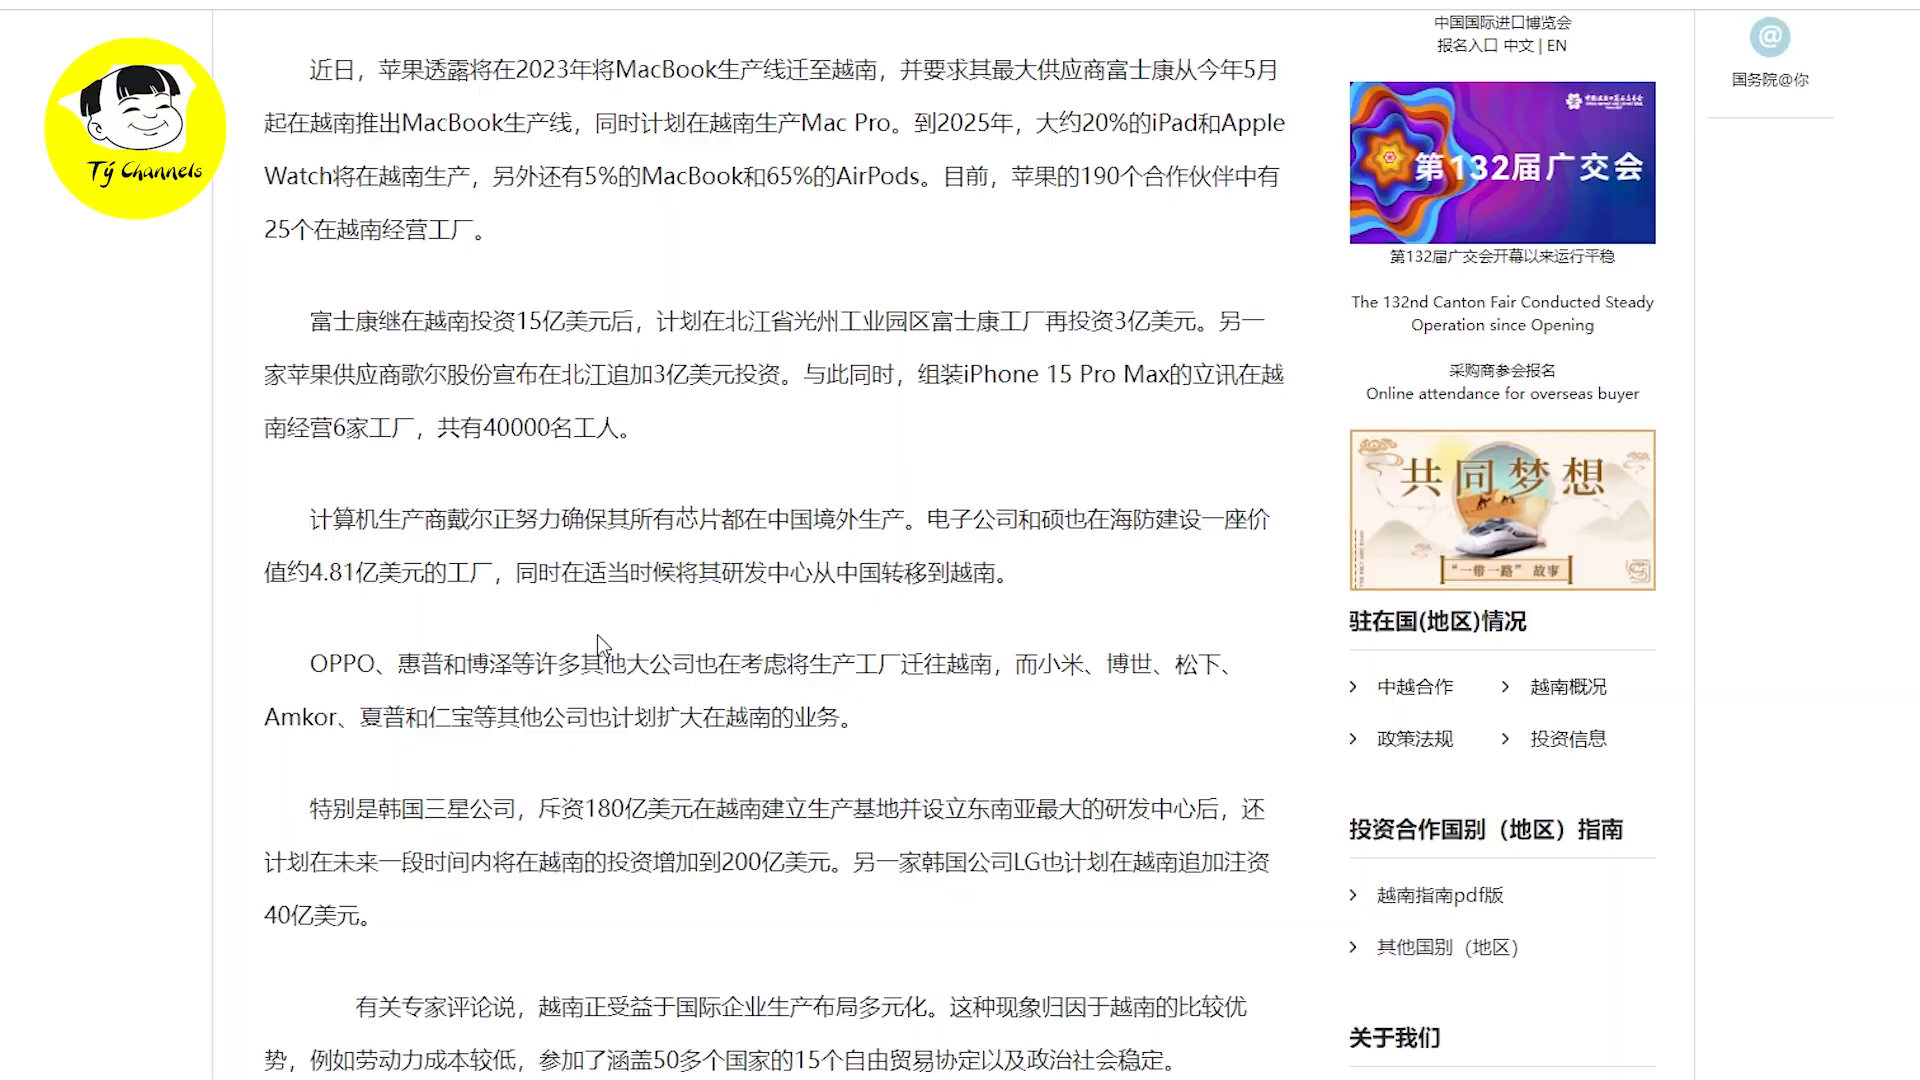 Tý Channels
近日，苹果透露将在2023年将MacBook生产线迁至越南，并要求其最大供应商富士康从今年5月
起在越南推出MacBook生产线，同时计划在越南生产Mac Pro。到2025年，大约20%的iPad和Apple
Watch将在越南生产，另外还有5%的MacBook和65%的AirPods。目前，苹果的190个合作伙伴中有
25个在越南经营工厂。
富士康继在越南投资15亿美元后，计划在北江省光州工业园区富士康工厂再投资3亿美元。另一
家苹果供应商歌尔股份宣布在北江追加3亿美元投资。与此同时，组装iPhone 15 Pro Max的立讯在越
南经营6家工厂，共有40000名工人。
计算机生产商戴尔正努力确保其所有芯片都在中国境外生产。电子公司和硕也在海防建设一座价
值约4.81亿美元的工厂，同时在适当时候将其研发中心从中国转移到越南。
OPPO、惠普和博泽等许多其他大公司也在考虑将生产工厂迁往越南，而小米、博世、松下、
Amkor、夏普和仁宝等其他公司也计划扩大在越南的业务。
特别是韩国三星公司，斥资180亿美元在越南建立生产基地并设立东南亚最大的研发中心后，还
计划在未来一段时间内将在越南的投资增加到200亿美元。另一家韩国公司LG也计划在越南追加注资
40亿美元。
有关专家评论说，越南正受益于国际企业生产布局多元化。这种现象归因于越南的比较优
势，例如劳动力成本较低，参加了涵盖50多个国家的15个自由贸易协定以及政治社会稳定。
中国国际进口博览会
报名入口 中文 | EN
第132届广交会
第132届广交会开幕以来运行平稳
The 132nd Canton Fair Conducted Steady
Operation since Opening
采购商参会报名
Online attendance for overseas buyer
共同梦想
“一带一路” 故事
驻在国(地区)情况
中越合作
越南概况
政策法规
投资信息
投资合作国别（地区）指南
越南指南pdf版
其他国别（地区）
关于我们
国务院@你